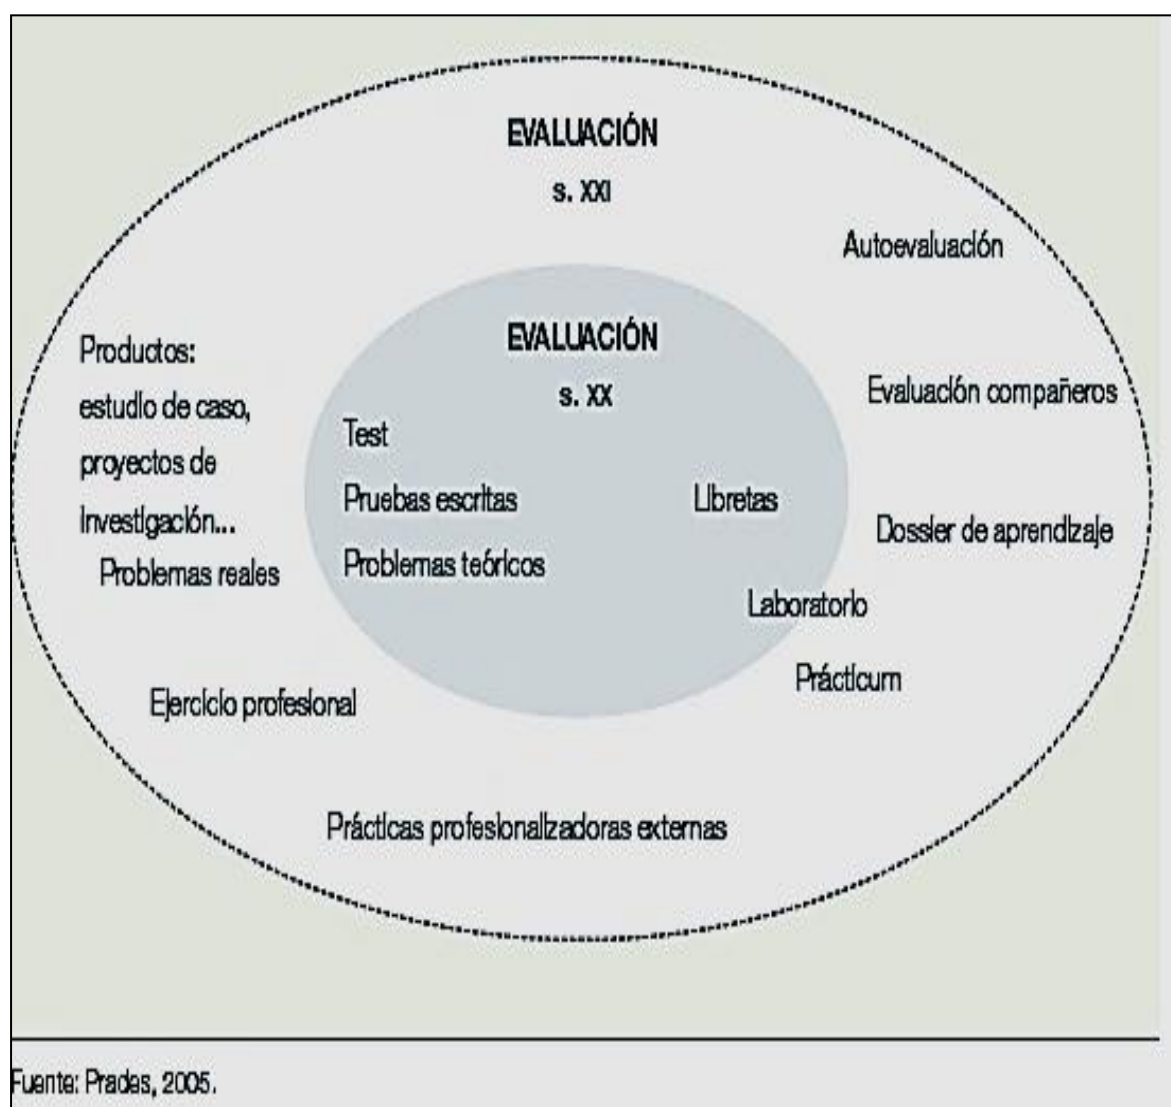 EVALUACIÓN
s. XXI
Autoevaluación
EVALUACIÓN
s. XX
Productos:
estudio de caso,
proyectos de
investigación...
Problemas reales
Test
Pruebas escritas
Problemas teóricos
Libretas
Laboratorio
Evaluación compañeros
Dossier de aprendizaje
Prácticum
Ejercicio profesional
Prácticas profesionalizadoras externas
Fuente: Prades, 2005.